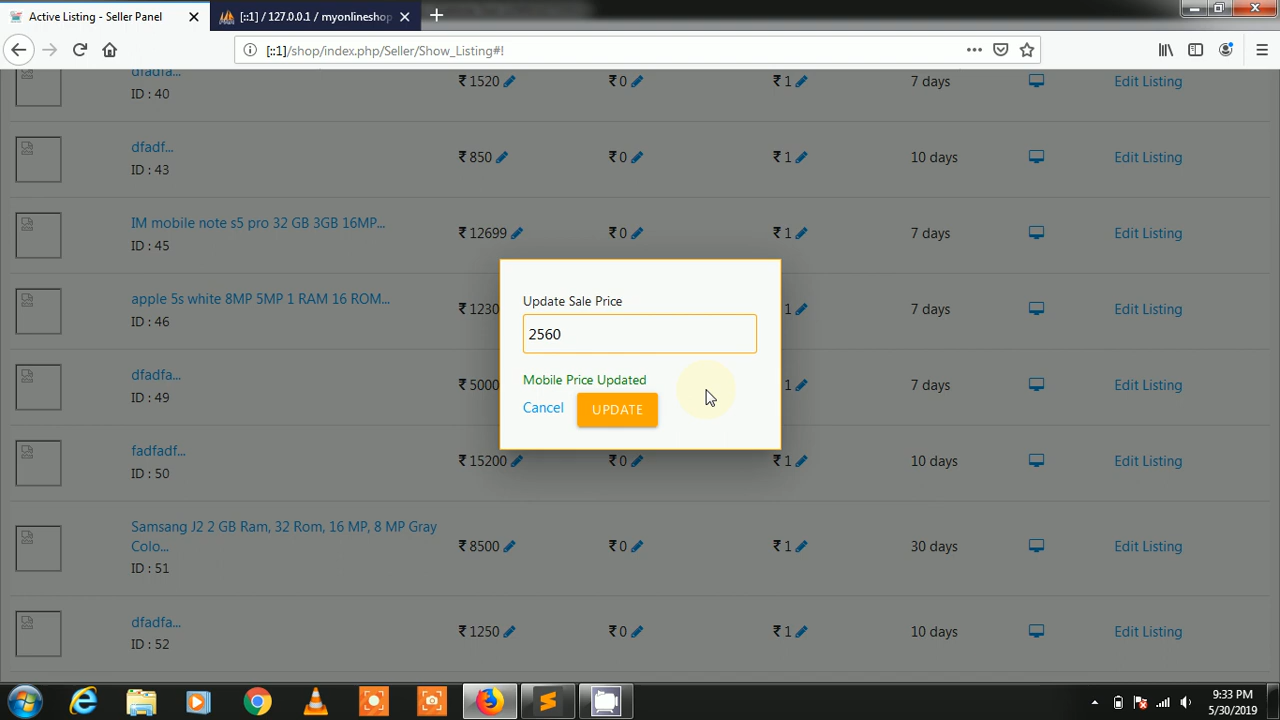 Active Listing - Seller Panel
[::1] / 127.0.0.1 / myonlineshop
[::1]/shop/index.php/Seller/Show_Listing#!
dfadfa...
ID : 40
₹ 1520
₹ 0
₹ 1
7 days
Edit Listing
dfadf...
ID : 43
₹ 850
₹ 0
₹ 1
10 days
Edit Listing
IM mobile note s5 pro 32 GB 3GB 16MP...
ID : 45
₹ 12699
₹ 0
₹ 1
7 days
Edit Listing
apple 5s white 8MP 5MP 1 RAM 16 ROM...
ID : 46
₹ 1230
₹ 1
7 days
Edit Listing
Update Sale Price
2560
Mobile Price Updated
Cancel
UPDATE
dfadfa...
ID : 49
₹ 5000
₹ 1
7 days
Edit Listing
fadfadf...
ID : 50
₹ 15200
₹ 0
₹ 1
10 days
Edit Listing
Samsang J2 2 GB Ram, 32 Rom, 16 MP, 8 MP Gray
Colo...
ID : 51
₹ 8500
₹ 0
₹ 1
30 days
Edit Listing
dfadfa...
ID : 52
₹ 1250
₹ 0
₹ 1
10 days
Edit Listing
9:33 PM
5/30/2019